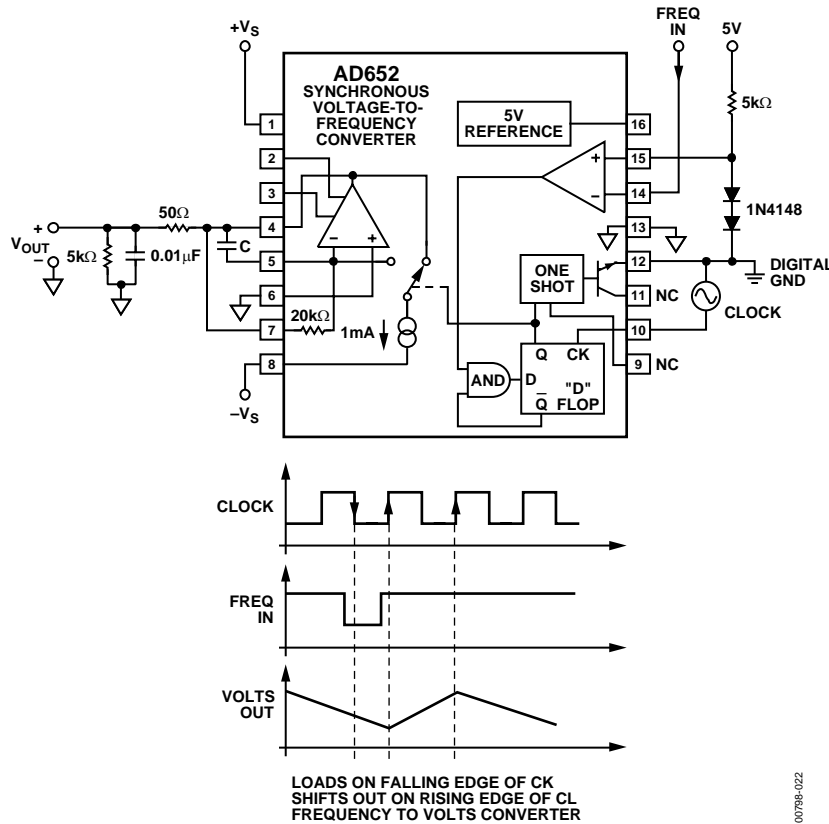 +VS
FREQ
IN
5V
AD652
SYNCHRONOUS
VOLTAGE-TO-
FREQUENCY
CONVERTER
5V
REFERENCE
5kΩ
1
2
3
4
5
6
7
8
16
15
14
13
12
11
10
9
1N4148
50Ω
+
VOUT
–
5kΩ
0.01µF
C
20kΩ
1mA
–
+
+
–
ONE
SHOT
NC
DIGITAL
GND
CLOCK
NC
AND
Q
CK
D
"D"
Q
FLOP
–VS
CLOCK
FREQ
IN
VOLTS
OUT
LOADS ON FALLING EDGE OF CK
SHIFTS OUT ON RISING EDGE OF CL
FREQUENCY TO VOLTS CONVERTER
00798-022